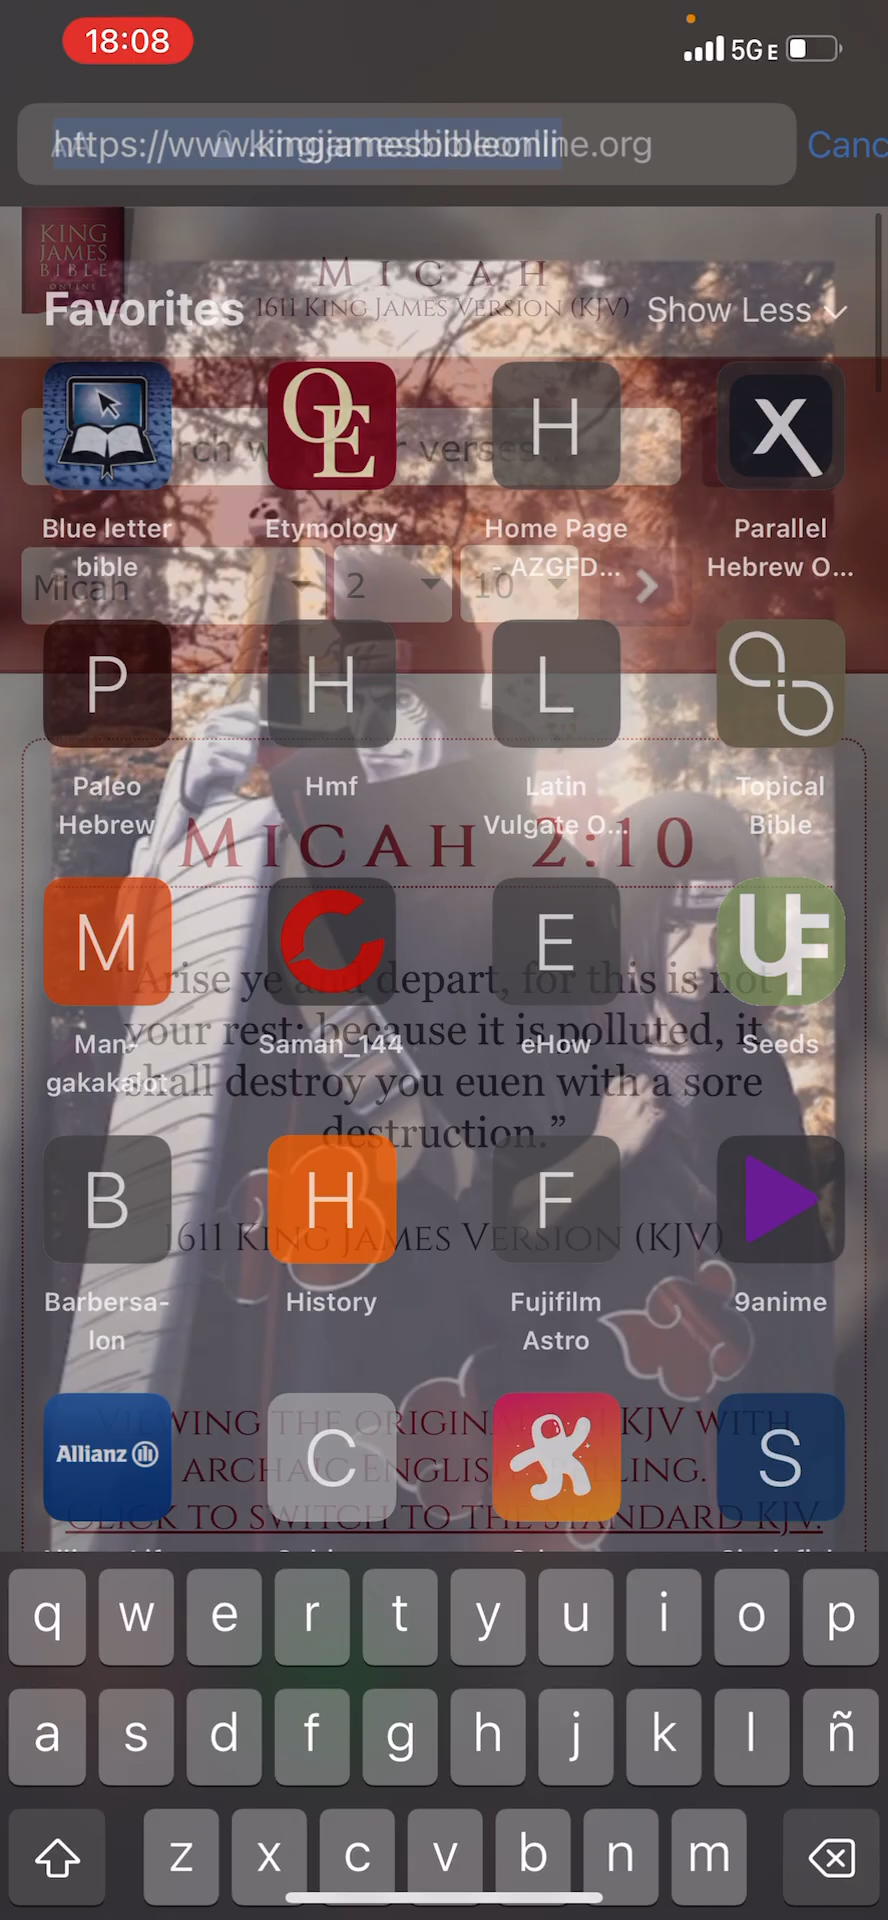 18:08
5GE
https://www.kingjamesbibleonline.org
Canc
KING
JAMES
BIBLE
ONLINE
MICAH
Favorites
1611 KING JAMES VERSION (KJV)
Show Less
OE
H
X
verses...
Blue letter
bible
Etymology
Home Page
- AZGFD...
Parallel
Hebrew O...
Micah
2
10
P
H
L
Paleo
Hebrew
Hmf
Latin
Vulgate O...
Topical
Bible
MICAH 2:10
M
C
E
UF
“Arise ye and depart, for this is not
your rest: because it is polluted, it
shall destroy you euen with a sore
destruction.”
Man-
gakakalot
Saman_144
eHow
Seeds
B
H
F
1611 KING JAMES VERSION (KJV)
Barbersa-
lon
History
Fujifilm
Astro
9anime
VIEWING THE ORIGINAL KJV WITH
ARCHAIC ENGLISH SPELLING.
CLICK TO SWITCH TO THE STANDARD KJV.
Allianz
C
S
q w e r t y u i o p
a s d f g h j k l ñ
z x c v b n m